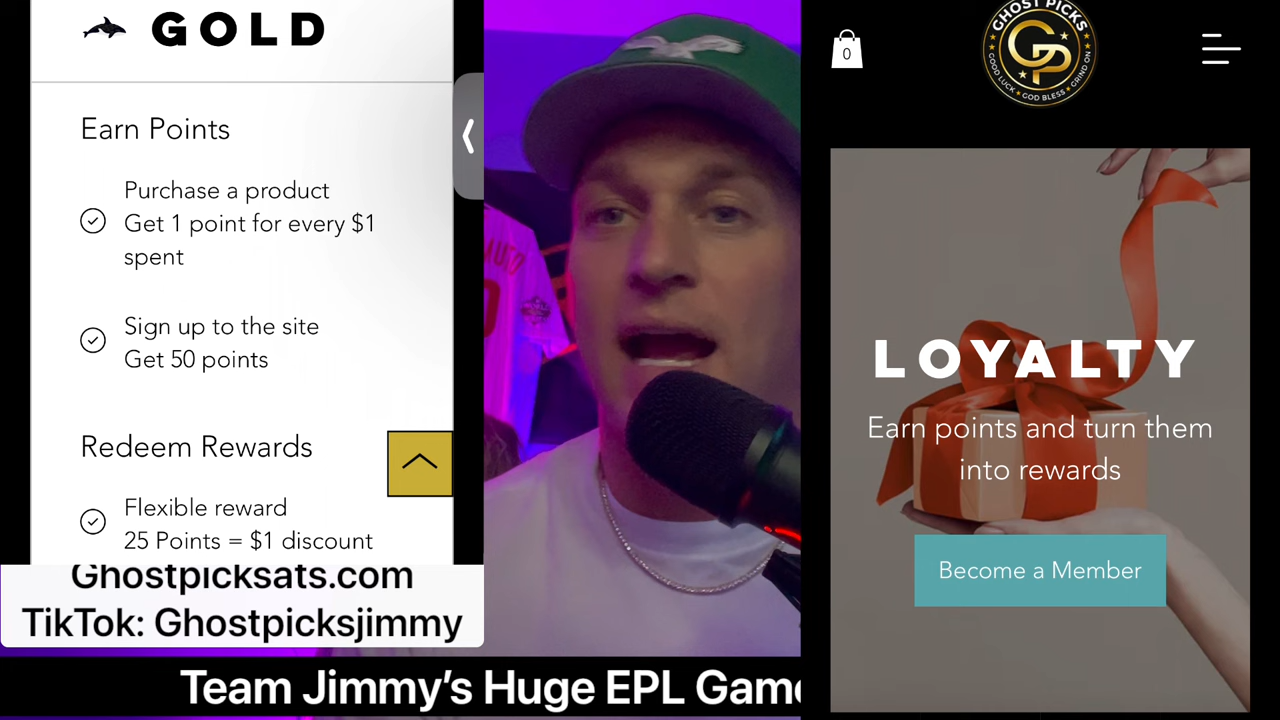 GOLD
Earn Points
Purchase a product
Get 1 point for every $1
spent
Sign up to the site
Get 50 points
Redeem Rewards
Flexible reward
25 Points = $1 discount
Ghostpicksats.com
TikTok: Ghostpicksjimmy
Team Jimmy's Huge EPL Game
0
GHOST PICKS
GP
GOOD LUCK • GOD BLESS • GRIND ON
LOYALTY
Earn points and turn them
into rewards
Become a Member